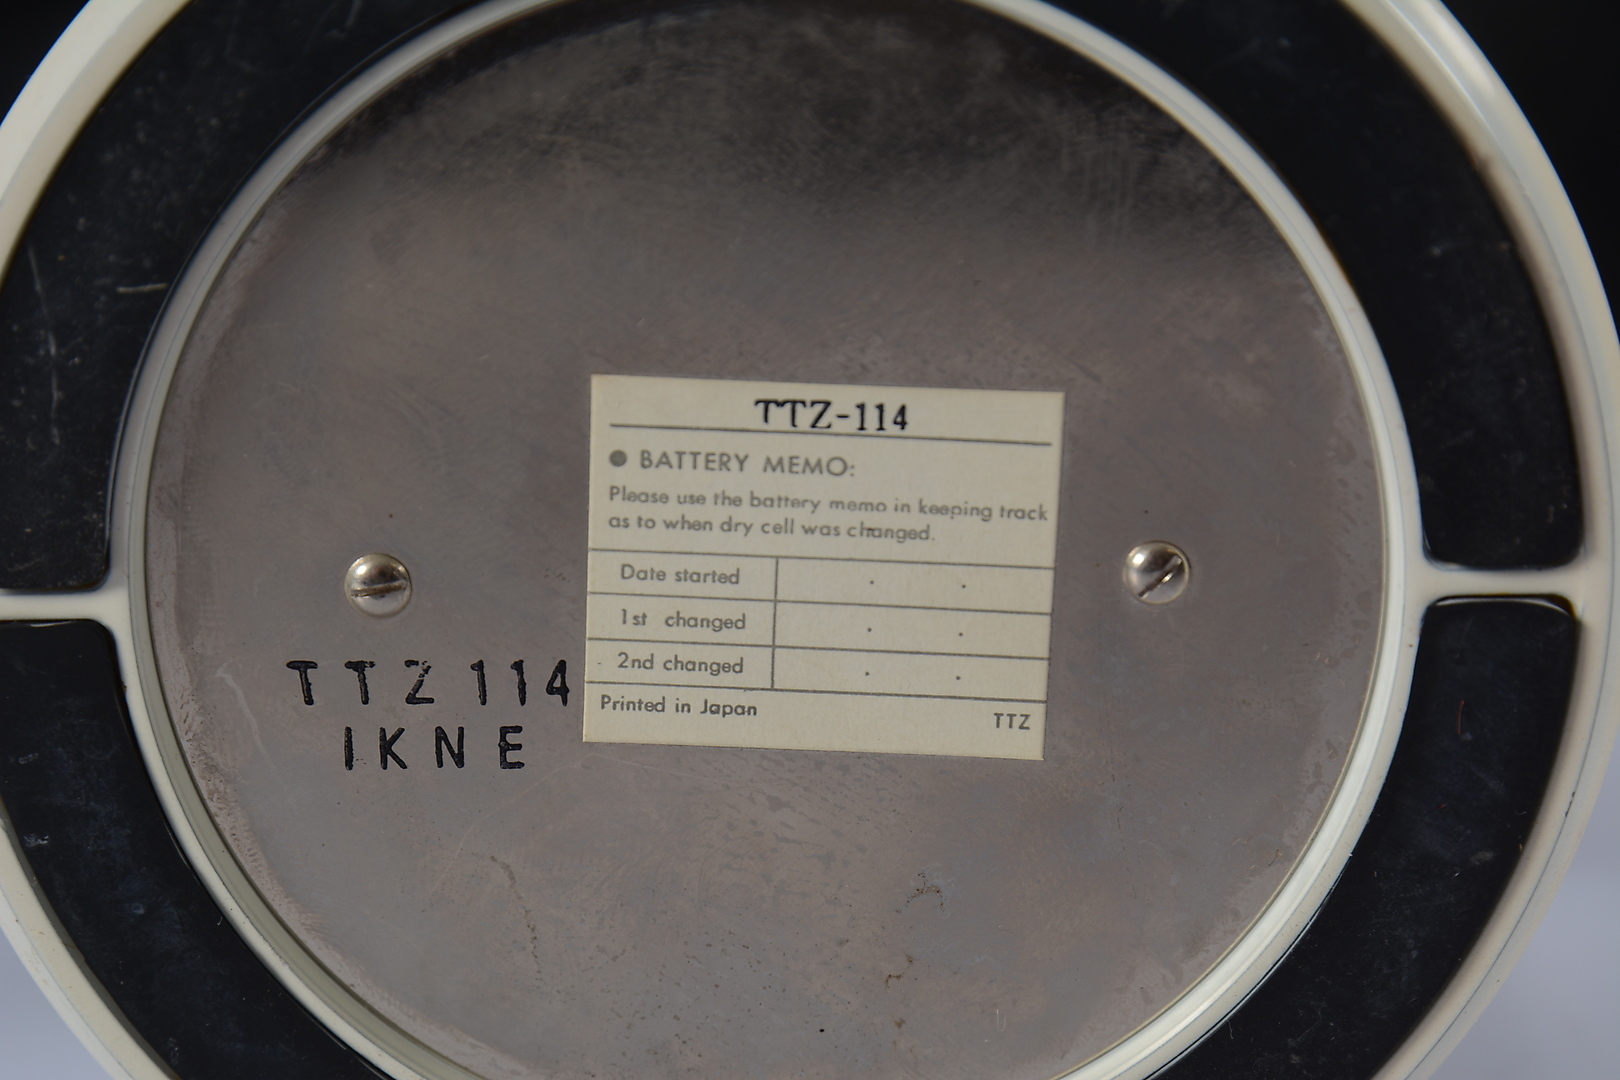 TTZ-114
● BATTERY MEMO:
Please use the battery memo in keeping track
as to when dry cell was changed.
Date started . .
1st changed . .
2nd changed . .
Printed in Japan TTZ
TTZ 114
IKNE